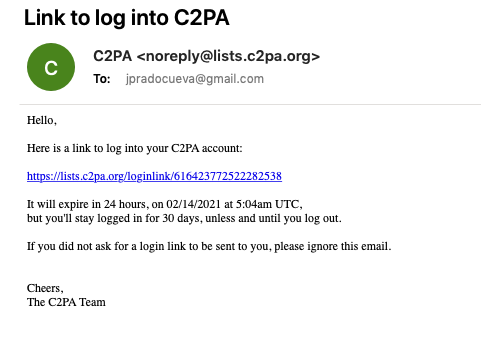 Link to log into C2PA
C
C2PA <noreply@lists.c2pa.org>
To: jpradocueva@gmail.com
Hello,
Here is a link to log into your C2PA account:
https://lists.c2pa.org/loginlink/616423772522282538
It will expire in 24 hours, on 02/14/2021 at 5:04am UTC,
but you'll stay logged in for 30 days, unless and until you log out.
If you did not ask for a login link to be sent to you, please ignore this email.
Cheers,
The C2PA Team